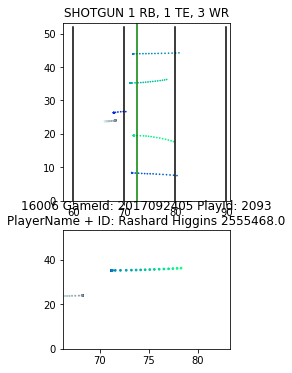 SHOTGUN 1 RB, 1 TE, 3 WR
50
40
30
20
10
0
60 70 80 90
16006 GameId: 2017092405 PlayId: 2093
PlayerName + ID: Rashard Higgins 2555468.0
40
20
0
70 75 80